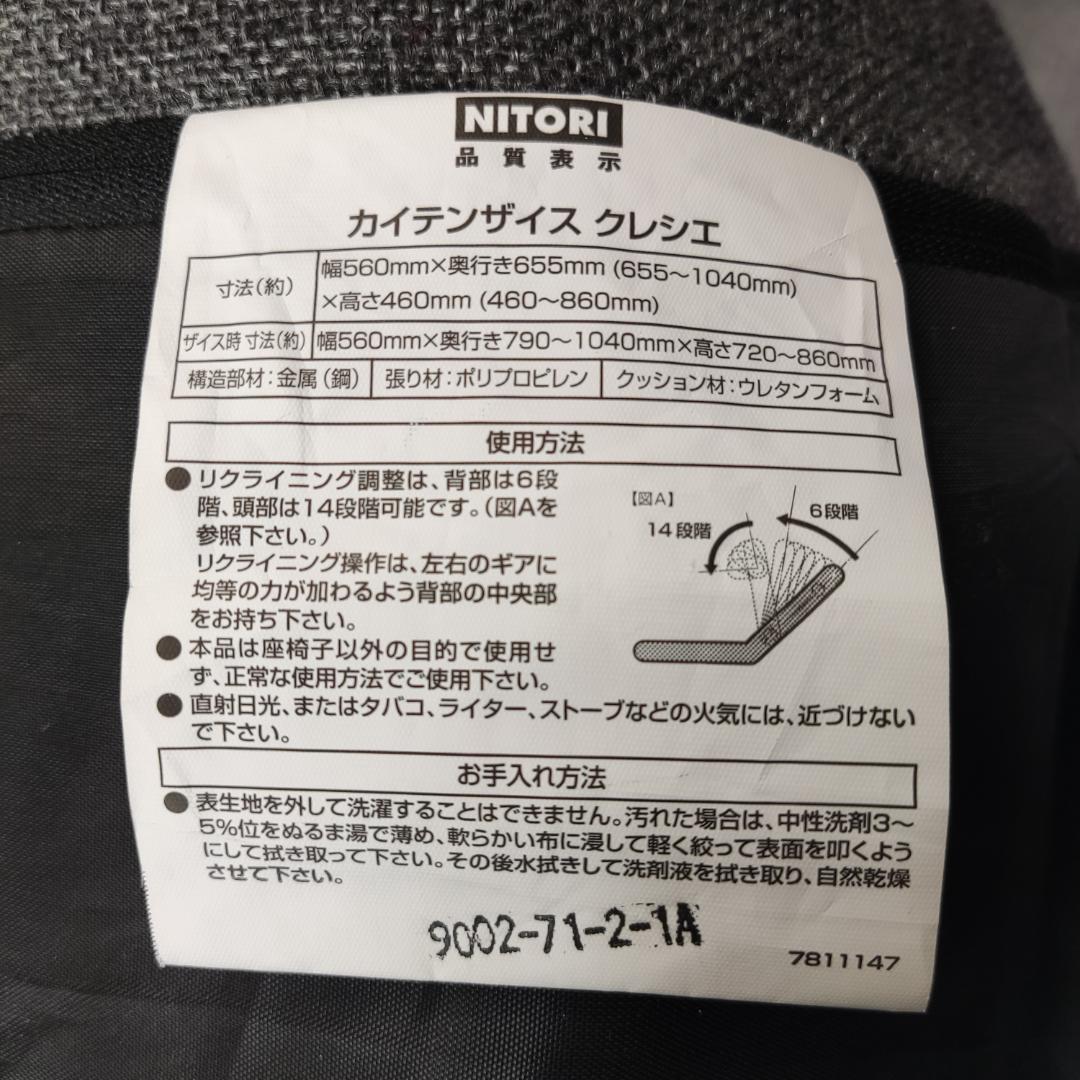 NITORI
品質表示
カイテンザイス クレシエ
寸法(約)
幅560mm×奥行き655mm (655〜1040mm)
×高さ460mm (460〜860mm)
ザイス時 寸法(約) 幅560mm×奥行き790〜1040mm×高さ720〜860mm
構造部材:金属(鋼) 張り材:ポリプロピレン クッション材:ウレタンフォーム
使用方法
●リクライニング調整は、背部は6段
階、頭部は14段階可能です。(図Aを
参照下さい。)
リクライニング操作は、左右のギアに
均等の力が加わるよう背部の中央部
をお持ち下さい。
【図A】
14段階
6段階
●本品は座椅子以外の目的で使用せ
ず、正常な使用方法でご使用下さい。
●直射日光、またはタバコ、ライター、ストーブなどの火気には、近づけない
で下さい。
お手入れ方法
●表生地を外して洗濯することはできません。汚れた場合は、中性洗剤3〜
5%位をぬるま湯で薄め、軟らかい布に浸して軽く絞って表面を叩くよう
にして拭き取って下さい。その後水拭きして洗剤液を拭き取り、自然乾燥
させて下さい。
9002-71-2-1A
7811147